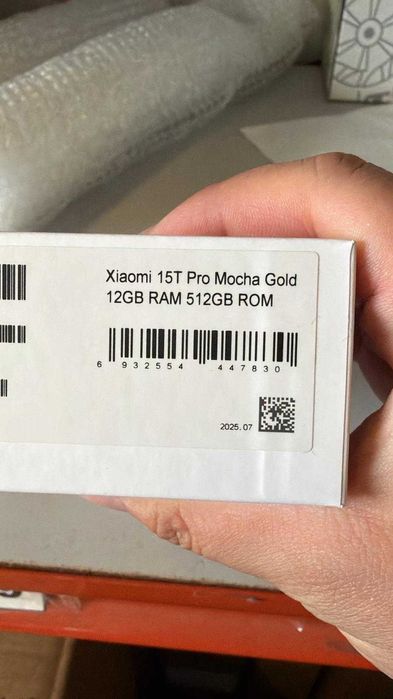 Xiaomi 15T Pro Mocha Gold
12GB RAM 512GB ROM
6 932554 447830
2025.07